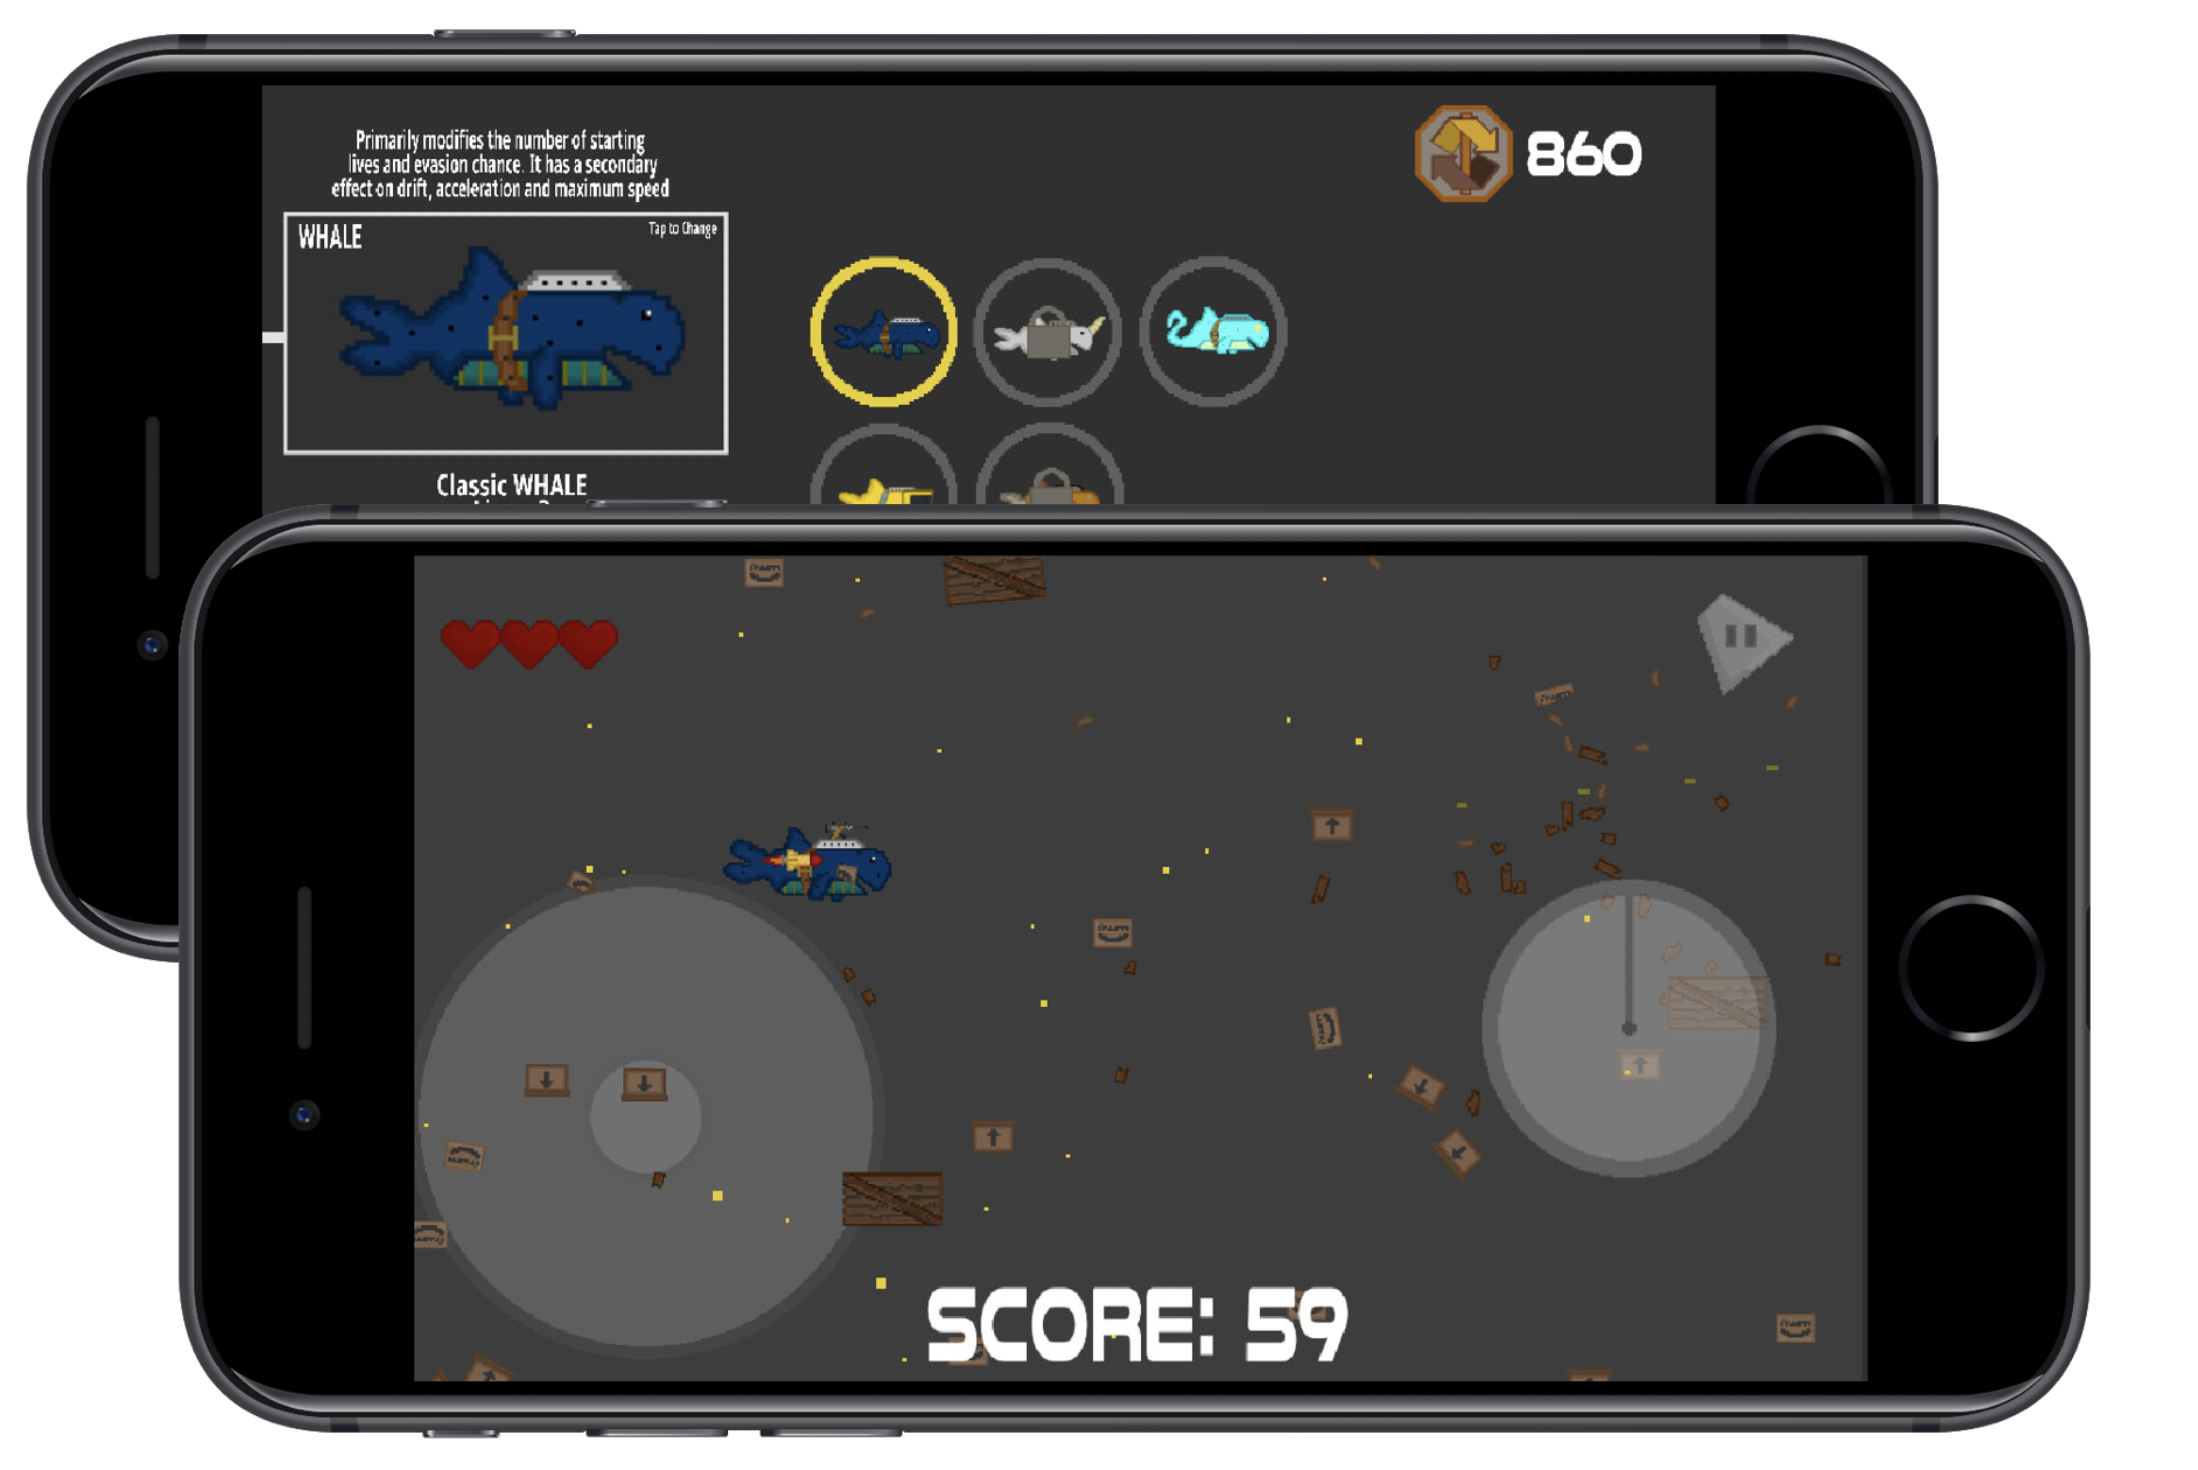 Primarily modifies the number of starting
lives and evasion chance. It has a secondary
effect on drift, acceleration and maximum speed
860
WHALE
Tap to Change
Classic WHALE
SCORE: 59